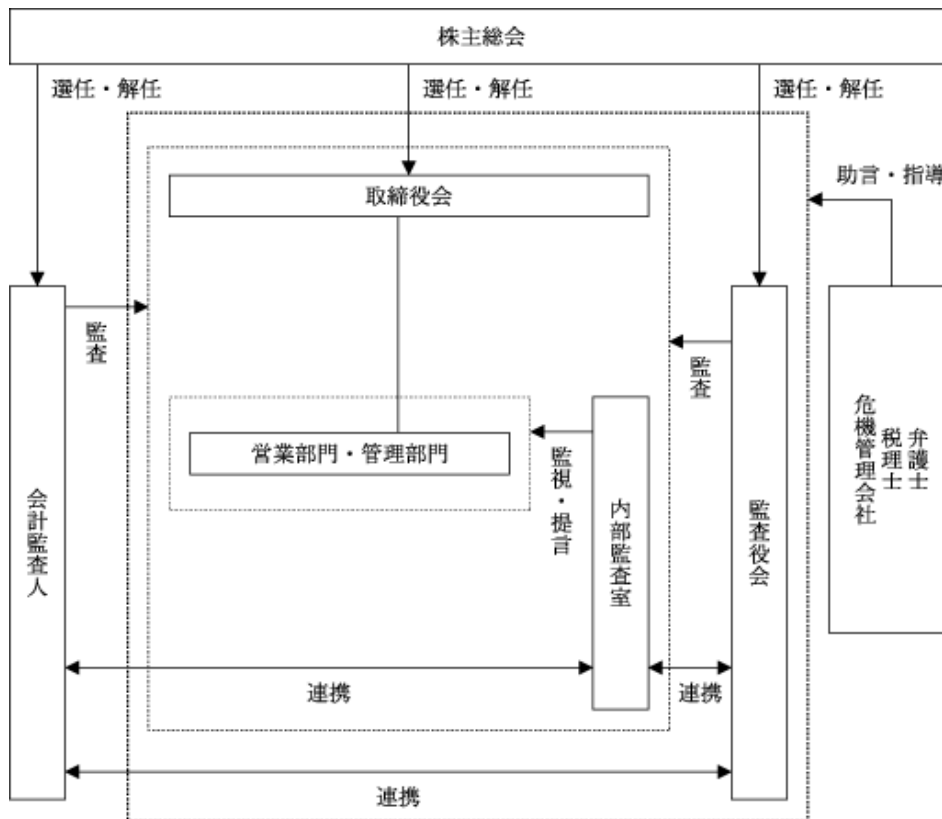 株主総会
選任・解任
選任・解任
選任・解任
助言・指導
取締役会
監査
監査
営業部門・管理部門
監視・提言
内部監査室
会計監査人
監査役会
弁護士
税理士
危機管理会社
連携
連携
連携